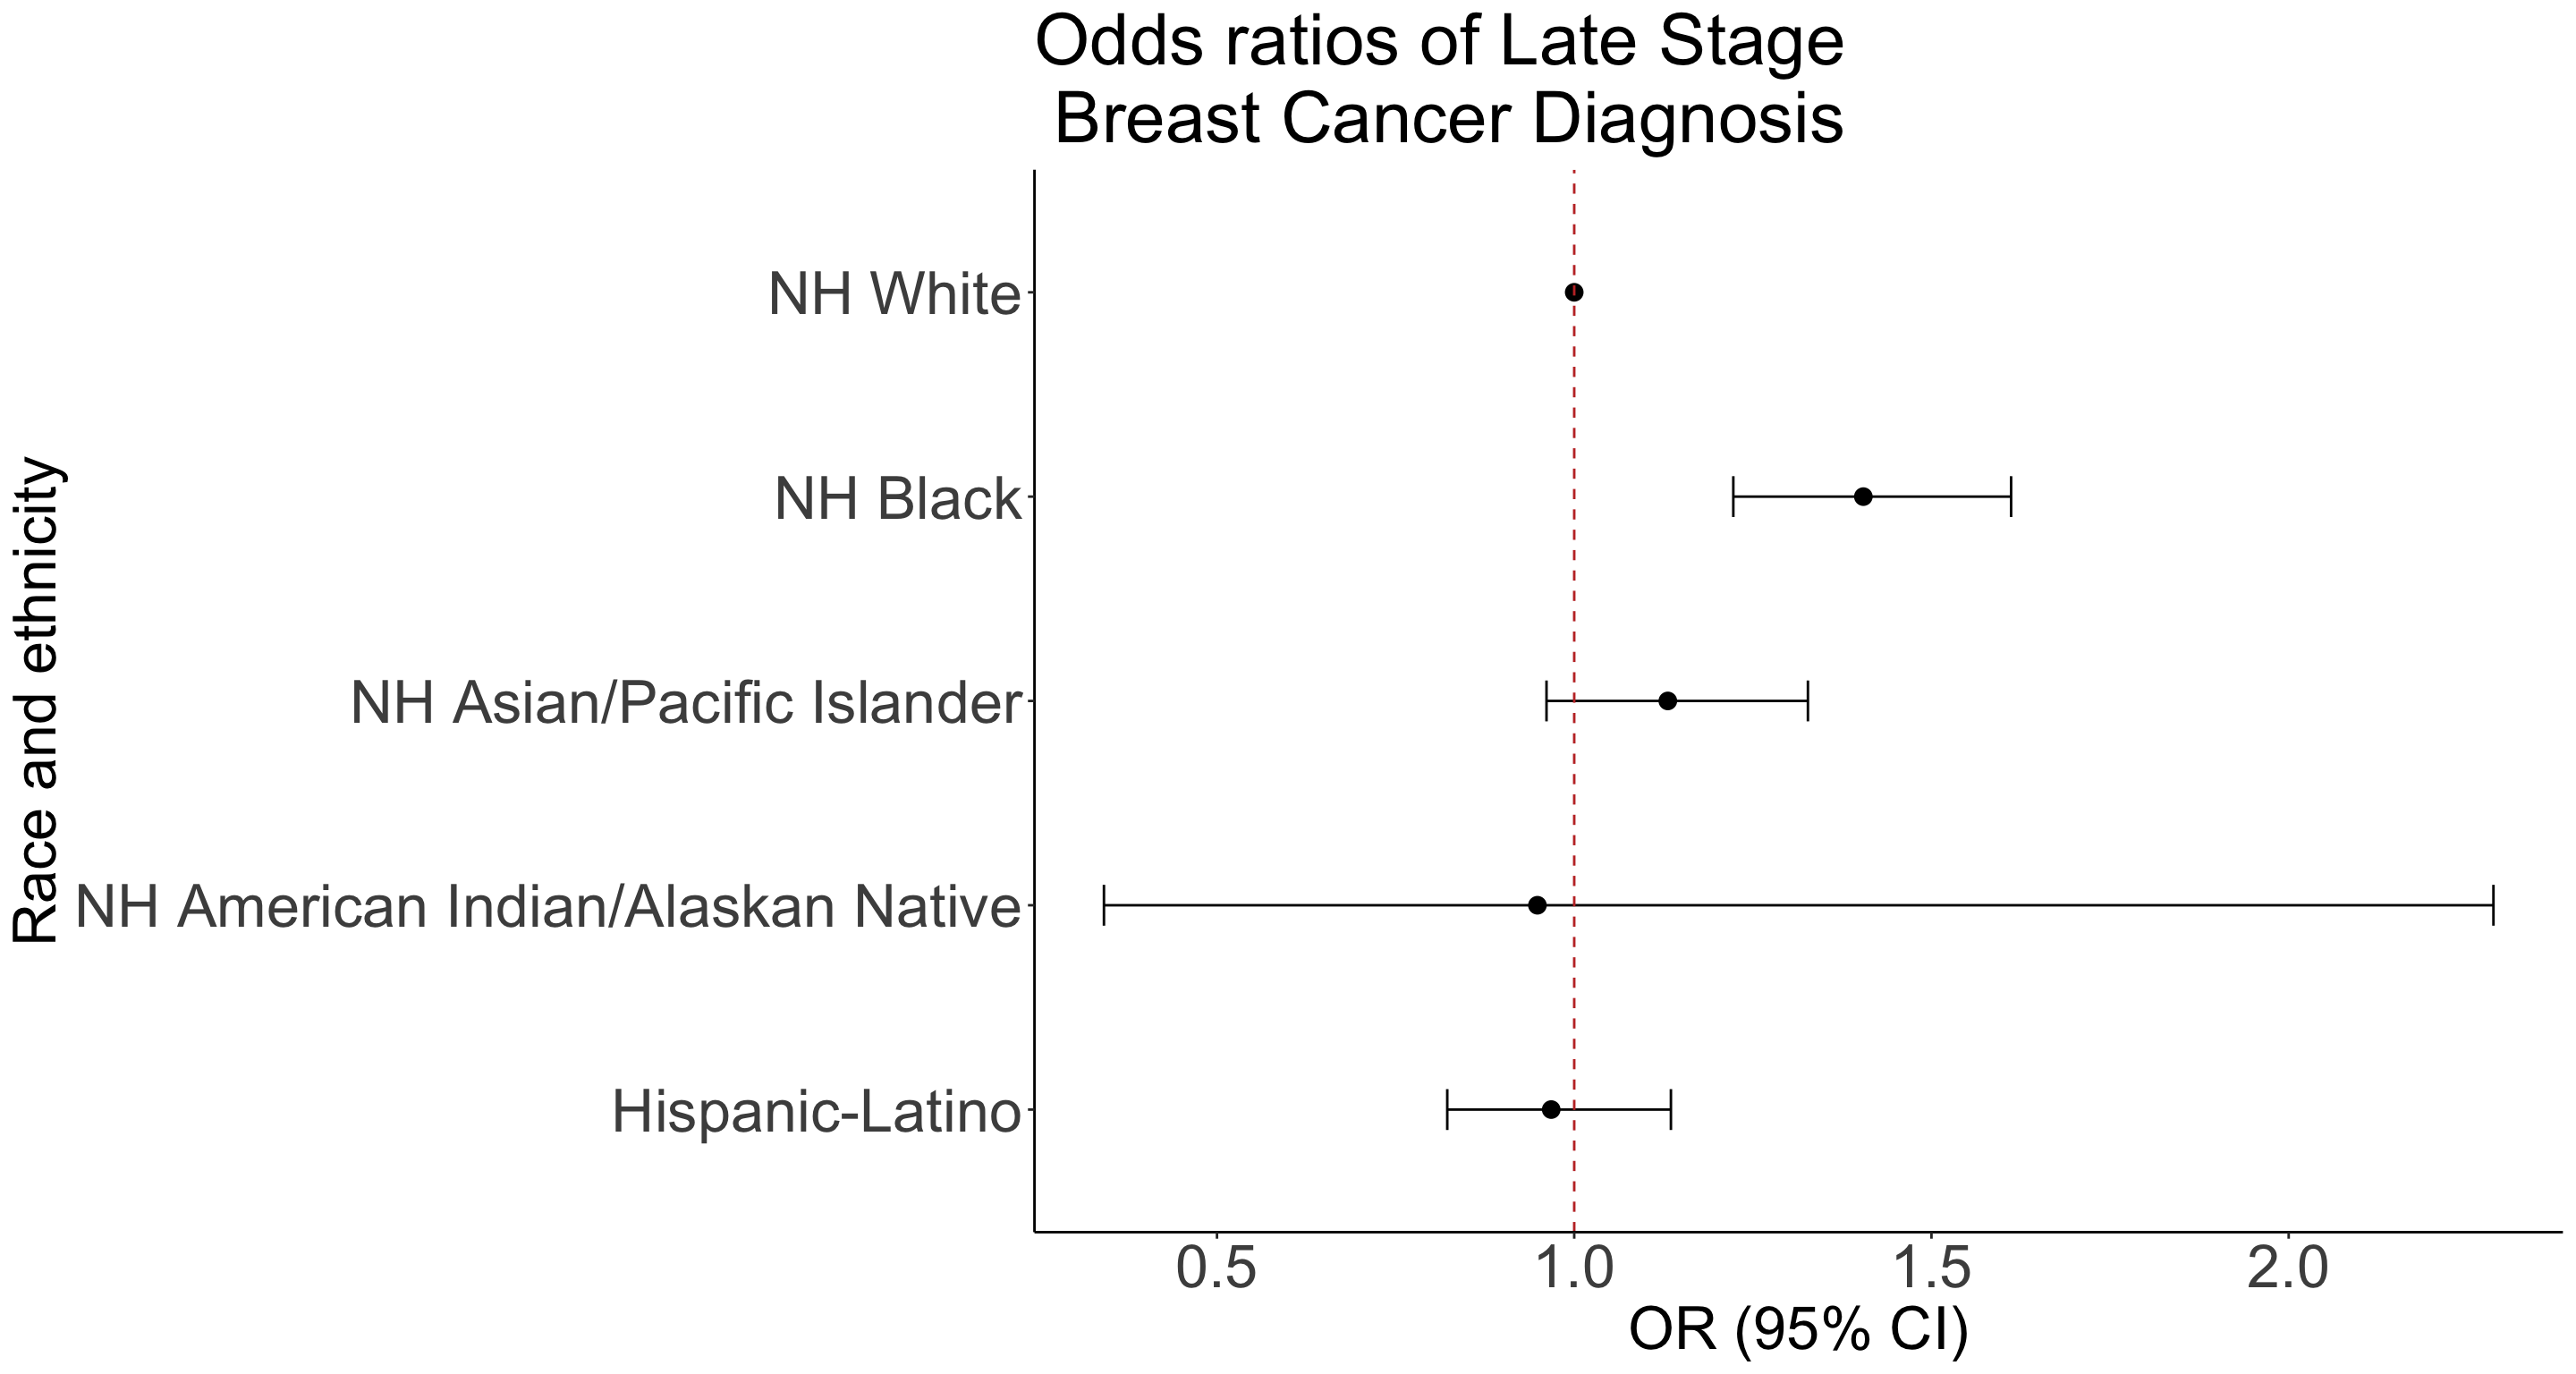 Odds ratios of Late Stage
Breast Cancer Diagnosis
Race and ethnicity
NH White
NH Black
NH Asian/Pacific Islander
NH American Indian/Alaskan Native
Hispanic-Latino
0.5 1.0 1.5 2.0
OR (95% CI)